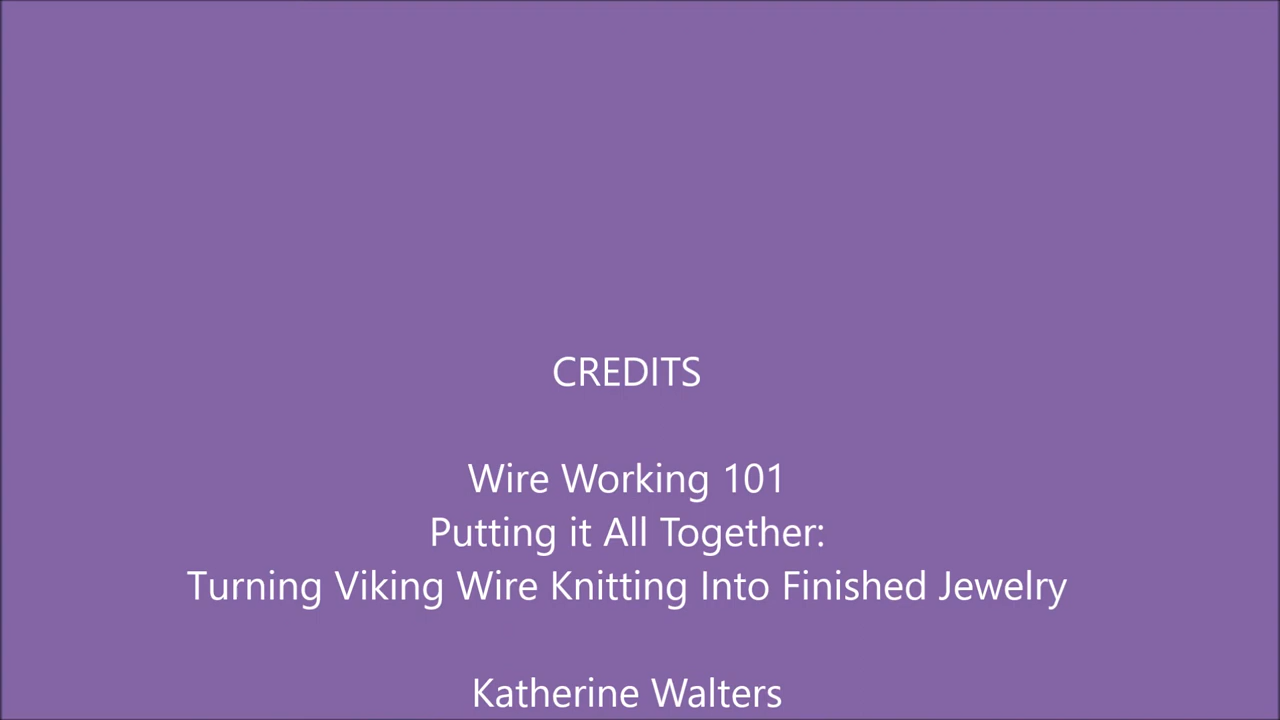 CREDITS
Wire Working 101
Putting it All Together:
Turning Viking Wire Knitting Into Finished Jewelry
Katherine Walters